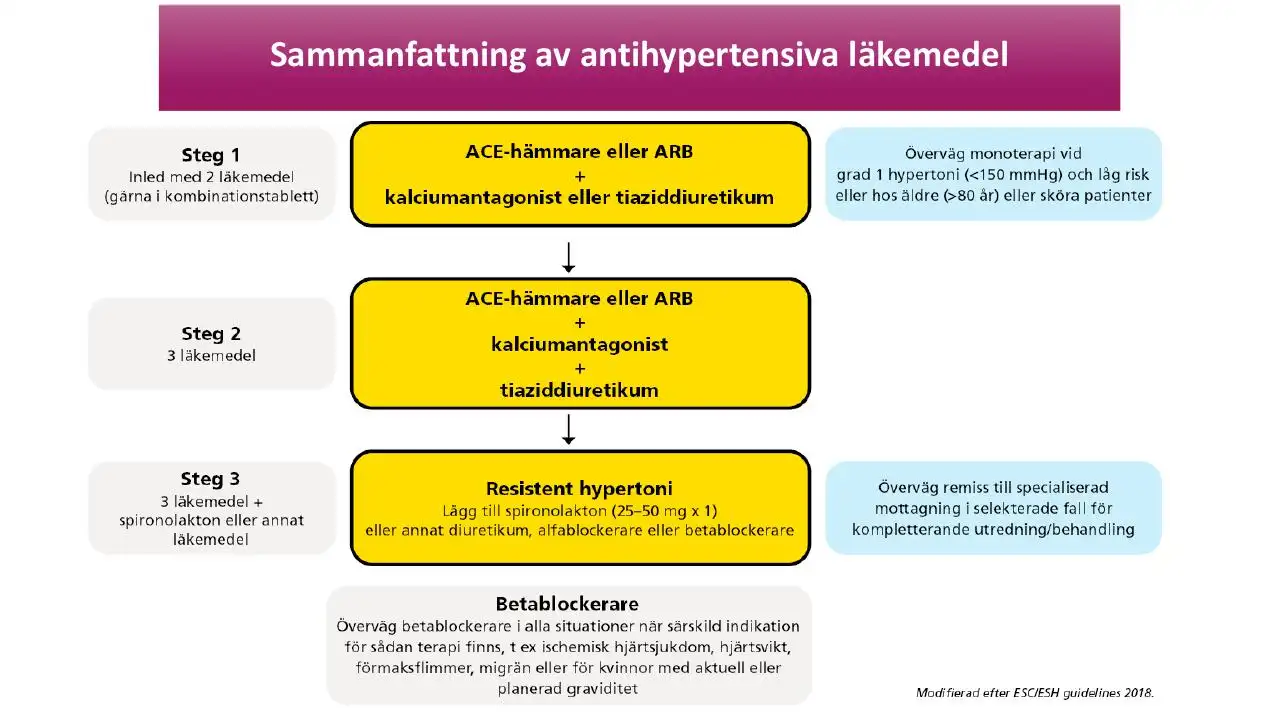 Sammanfattning av antihypertensiva läkemedel
Steg 1
Inled med 2 läkemedel
(gärna i kombinationstablett)
ACE-hämmare eller ARB
+
kalciumantagonist eller tiaziddiuretikum
Överväg monoterapi vid
grad 1 hypertoni (<150 mmHg) och låg risk
eller hos äldre (>80 år) eller sköra patienter
Steg 2
3 läkemedel
ACE-hämmare eller ARB
+
kalciumantagonist
+
tiaziddiuretikum
Steg 3
3 läkemedel +
spironolakton eller annat
läkemedel
Resistent hypertoni
Lägg till spironolakton (25–50 mg x 1)
eller annat diuretikum, alfablockerare eller betablockerare
Överväg remiss till specialiserad
mottagning i selekterade fall för
kompletterande utredning/behandling
Betablockerare
Överväg betablockerare i alla situationer när särskild indikation
för sådan terapi finns, t ex ischemisk hjärtsjukdom, hjärtsvikt,
förmaksflimmer, migrän eller för kvinnor med aktuell eller
planerad graviditet
Modifierad efter ESC/ESH guidelines 2018.